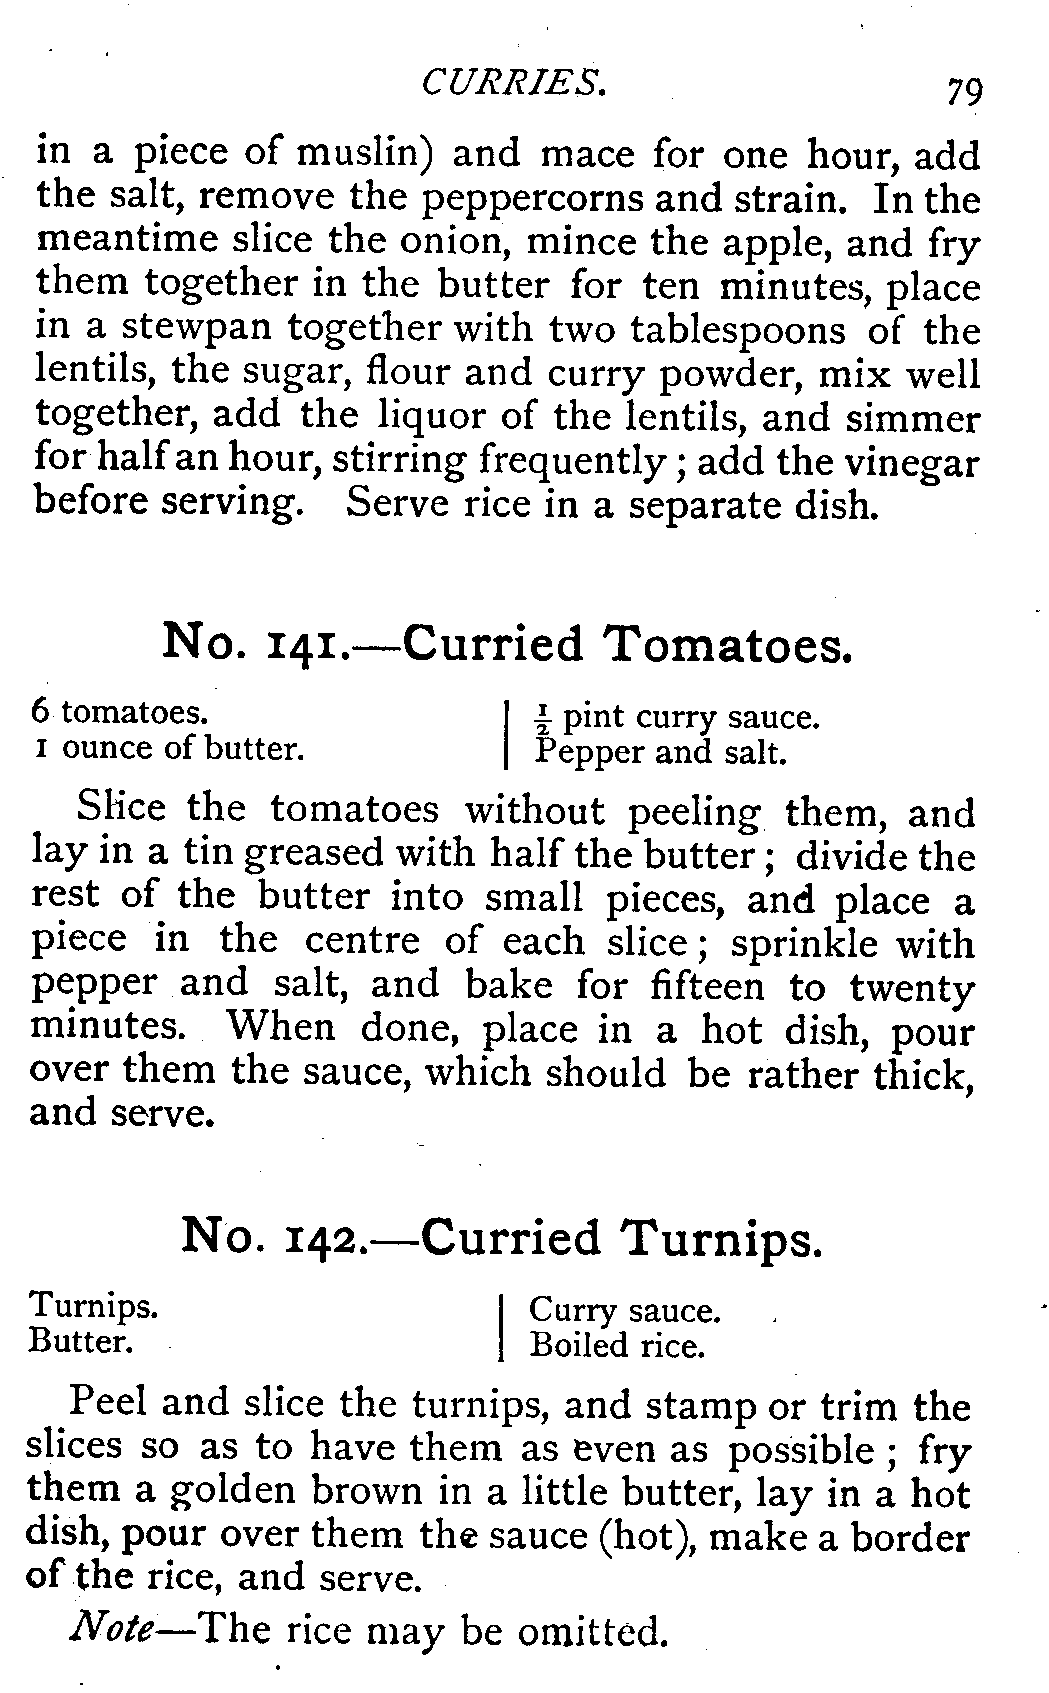 CURRIES. 79
in a piece of muslin) and mace for one hour, add
the salt, remove the peppercorns and strain. In the
meantime slice the onion, mince the apple, and fry
them together in the butter for ten minutes, place
in a stewpan together with two tablespoons of the
lentils, the sugar, flour and curry powder, mix well
together, add the liquor of the lentils, and simmer
for half an hour, stirring frequently ; add the vinegar
before serving. Serve rice in a separate dish.
No. 141.—Curried Tomatoes.
6 tomatoes.
1 ounce of butter.
½ pint curry sauce.
Pepper and salt.
Slice the tomatoes without peeling them, and
lay in a tin greased with half the butter ; divide the
rest of the butter into small pieces, and place a
piece in the centre of each slice ; sprinkle with
pepper and salt, and bake for fifteen to twenty
minutes. When done, place in a hot dish, pour
over them the sauce, which should be rather thick,
and serve.
No. 142.—Curried Turnips.
Turnips.
Butter.
Curry sauce.
Boiled rice.
Peel and slice the turnips, and stamp or trim the
slices so as to have them as even as possible ; fry
them a golden brown in a little butter, lay in a hot
dish, pour over them the sauce (hot), make a border
of the rice, and serve.
Note—The rice may be omitted.